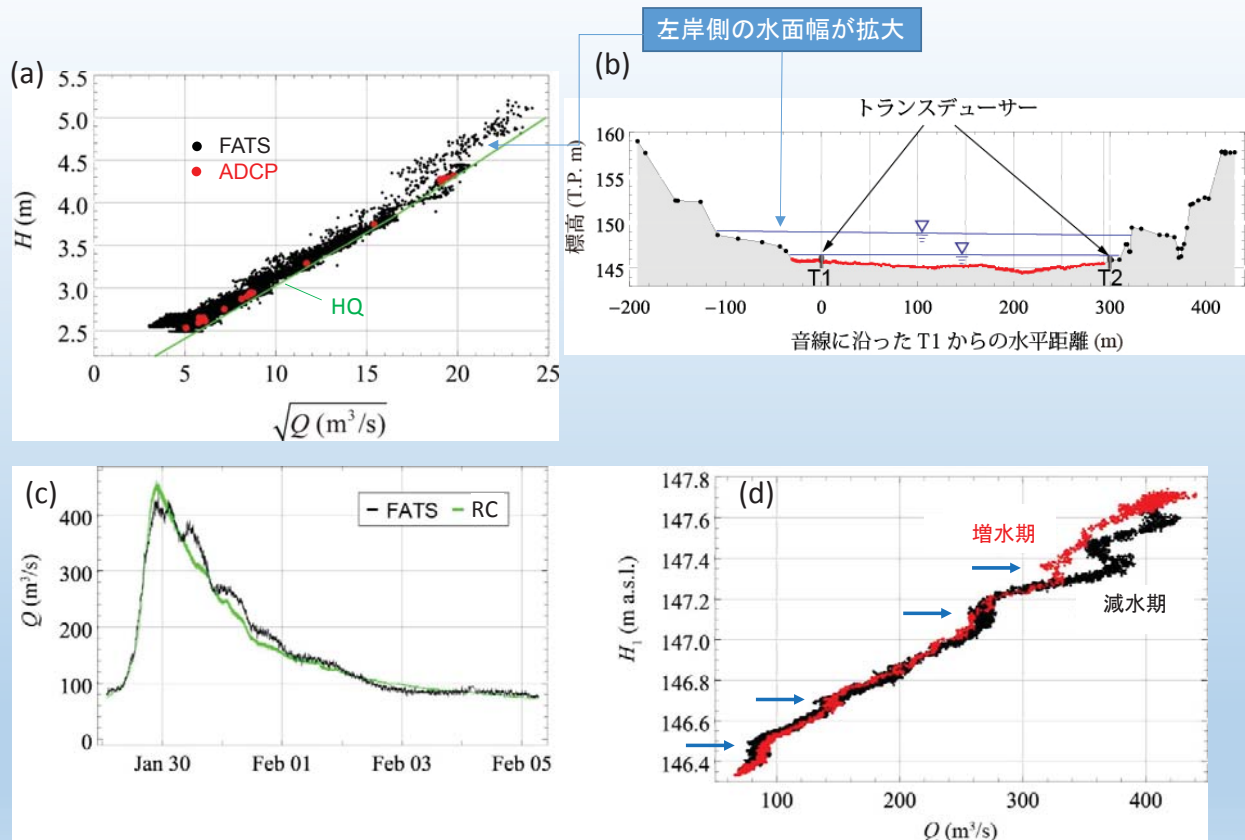 左岸側の水面幅が拡大
(a)
5.5
5.0
4.5
4.0
3.5
3.0
2.5
H (m)
FATS
ADCP
HQ
0
5
10
15
20
25
√Q (m³/s)
(b)
トランスデューサー
160
155
150
145
標高 (T.P. m)
T1
T2
−200
−100
0
100
200
300
400
音線に沿った T1 からの水平距離 (m)
(c)
400
300
200
100
0
Q (m³/s)
FATS
RC
Jan 30
Feb 01
Feb 03
Feb 05
(d)
147.8
147.6
147.4
147.2
147.0
146.8
146.6
146.4
H₁ (m a.s.l.)
増水期
減水期
100
200
300
400
Q (m³/s)